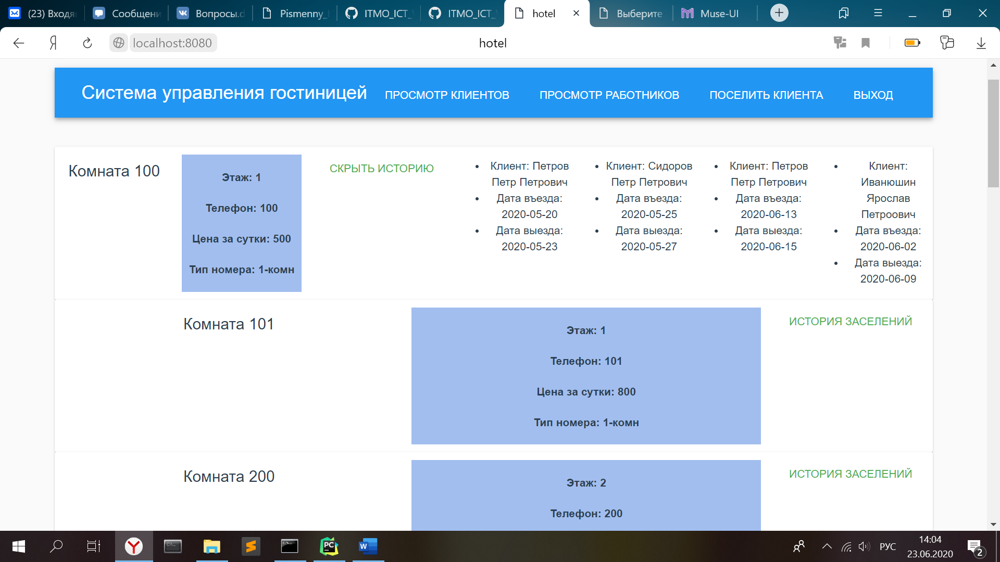 (23) Входя
Сообщени
Вопросы.d
Pismenny_
ITMO_ICT_
ITMO_ICT_
hotel
Выберите
Muse-UI
localhost:8080
hotel
Система управления гостиницей
ПРОСМОТР КЛИЕНТОВ
ПРОСМОТР РАБОТНИКОВ
ПОСЕЛИТЬ КЛИЕНТА
ВЫХОД
Комната 100
Этаж: 1
Телефон: 100
Цена за сутки: 500
Тип номера: 1-комн
СКРЫТЬ ИСТОРИЮ
Клиент: Петров
Петр Петрович
Дата въезда:
2020-05-20
Дата выезда:
2020-05-23
Клиент: Сидоров
Петр Петрович
Дата въезда:
2020-05-25
Дата выезда:
2020-05-27
Клиент: Петров
Петр Петрович
Дата въезда:
2020-06-13
Дата выезда:
2020-06-15
Клиент:
Иванюшин
Ярослав
Петроович
Дата въезда:
2020-06-02
Дата выезда:
2020-06-09
Комната 101
Этаж: 1
Телефон: 101
Цена за сутки: 800
Тип номера: 1-комн
ИСТОРИЯ ЗАСЕЛЕНИЙ
Комната 200
Этаж: 2
Телефон: 200
ИСТОРИЯ ЗАСЕЛЕНИЙ
РУС
14:04
23.06.2020
2